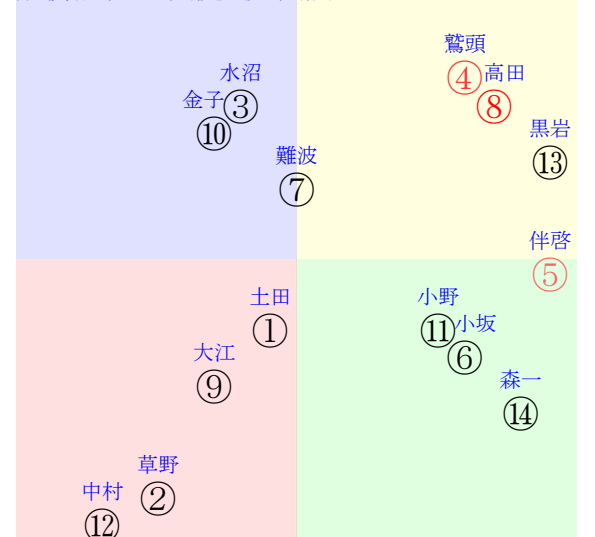 鷲頭
④
水沼
③
高田
⑧
金子
⑩
黒岩
⑬
難波
⑦
伴啓
⑤
土田
①
小野
⑪
小坂
⑥
大江
⑨
森一
⑭
草野
②
中村
⑫